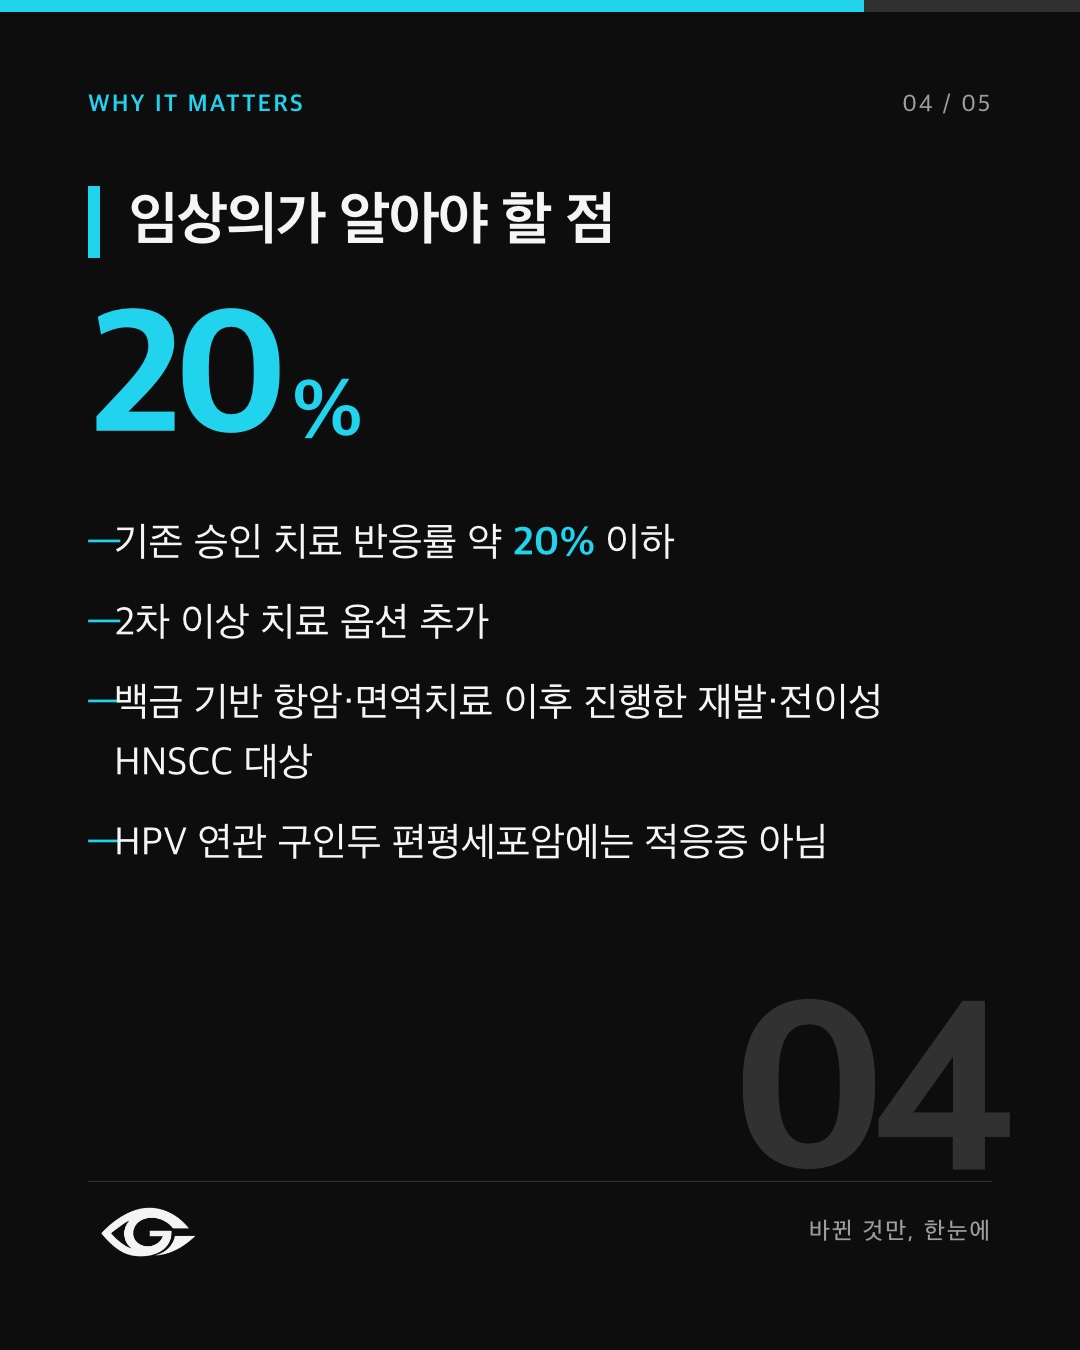 WHY IT MATTERS
04 / 05
임상의가 알아야 할 점
20%
—기존 승인 치료 반응률 약 20% 이하
—2차 이상 치료 옵션 추가
—백금 기반 항암·면역치료 이후 진행한 재발·전이성
HNSCC 대상
—HPV 연관 구인두 편평세포암에는 적응증 아님
04
G
바뀐 것만, 한눈에